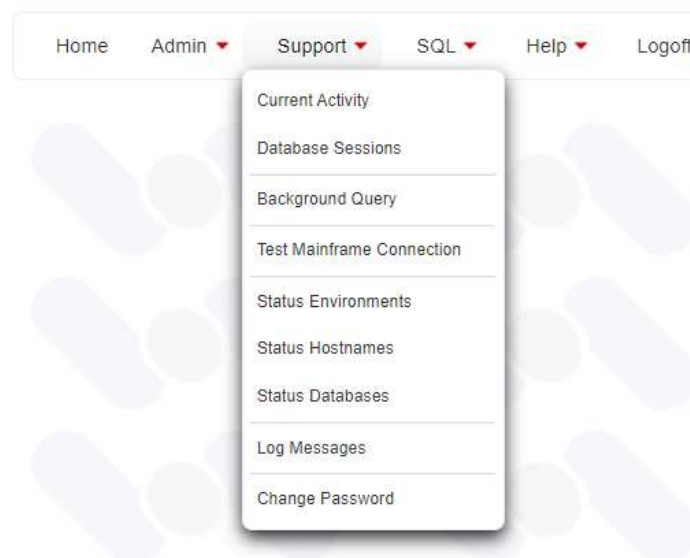 Home Admin Support SQL Help Logoff
Current Activity
Database Sessions
Background Query
Test Mainframe Connection
Status Environments
Status Hostnames
Status Databases
Log Messages
Change Password